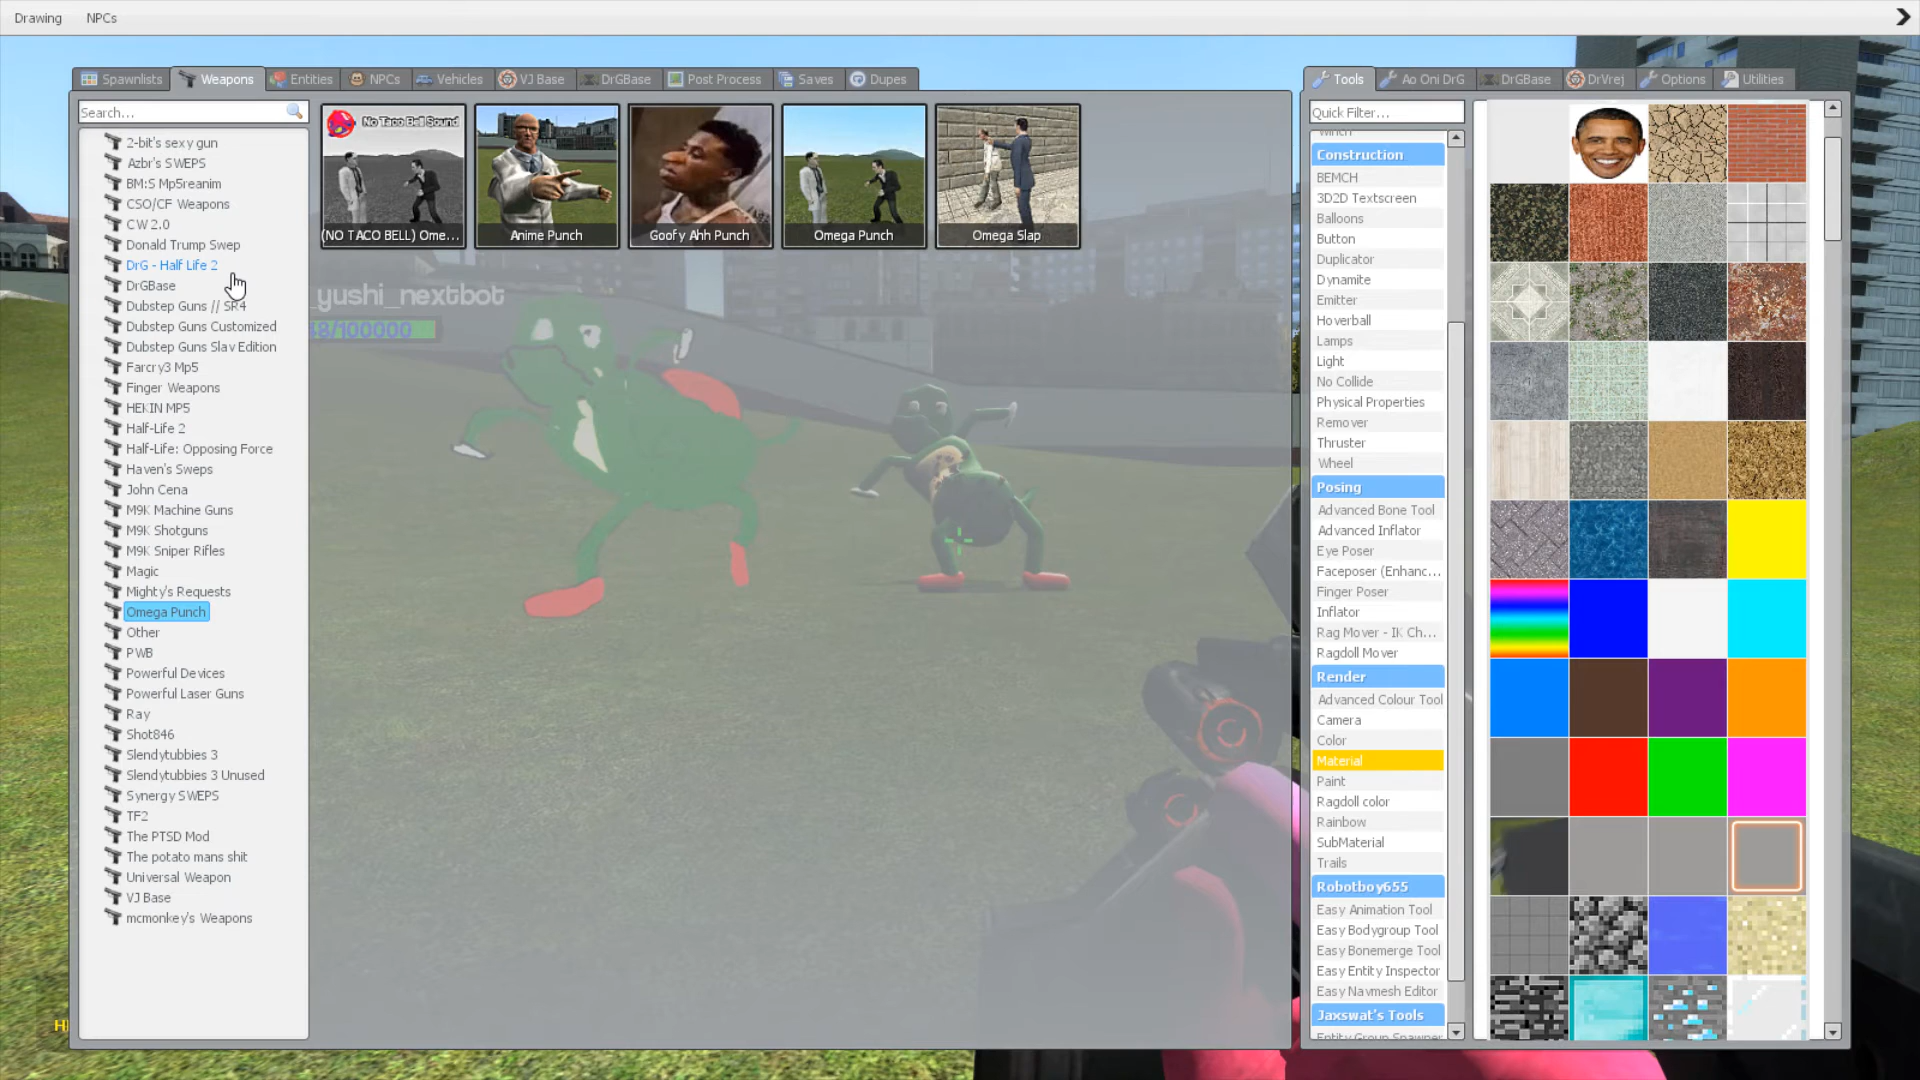 Drawing NPCs
Spawnlists Weapons Entities NPCs Vehicles VJ Base DrGBase Post Process Saves Dupes
Search...
2-bit's sexy gun
Azbr's SWEPS
BM:S Mp5reanim
CSO/CF Weapons
CW 2.0
Donald Trump Swep
DrG - Half Life 2
DrGBase
Dubstep Guns // SR4
Dubstep Guns Customized
Dubstep Guns Slav Edition
Farcry3 Mp5
Finger Weapons
HEKIN MP5
Half-Life 2
Half-Life: Opposing Force
Haven's Sweps
John Cena
M9K Machine Guns
M9K Shotguns
M9K Sniper Rifles
Magic
Mighty's Requests
Omega Punch
Other
PWB
Powerful Devices
Powerful Laser Guns
Ray
Shot846
Slendytubbies 3
Slendytubbies 3 Unused
Synergy SWEPS
TF2
The PTSD Mod
The potato mans shit
Universal Weapon
VJ Base
mcmonkey's Weapons
No Taco Bell Sound
(NO TACO BELL) Ome...
Anime Punch
Goofy Ahh Punch
Omega Punch
Omega Slap
_yushi_nextbot
/100000
H
Tools Ao Oni DrG DrGBase DrVrej Options Utilities
Quick Filter...
Winch
Construction
BEMCH
3D2D Textscreen
Balloons
Button
Duplicator
Dynamite
Emitter
Hoverball
Lamps
Light
No Collide
Physical Properties
Remover
Thruster
Wheel
Posing
Advanced Bone Tool
Advanced Inflator
Eye Poser
Faceposer (Enhanc...
Finger Poser
Inflator
Rag Mover - IK Ch...
Ragdoll Mover
Render
Advanced Colour Tool
Camera
Color
Material
Paint
Ragdoll color
Rainbow
SubMaterial
Trails
Robotboy655
Easy Animation Tool
Easy Bodygroup Tool
Easy Bonemerge Tool
Easy Entity Inspector
Easy Navmesh Editor
Jaxswat's Tools
Entity Group Spawner